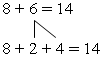 8 + 6 = 14
8 + 2 + 4 = 14